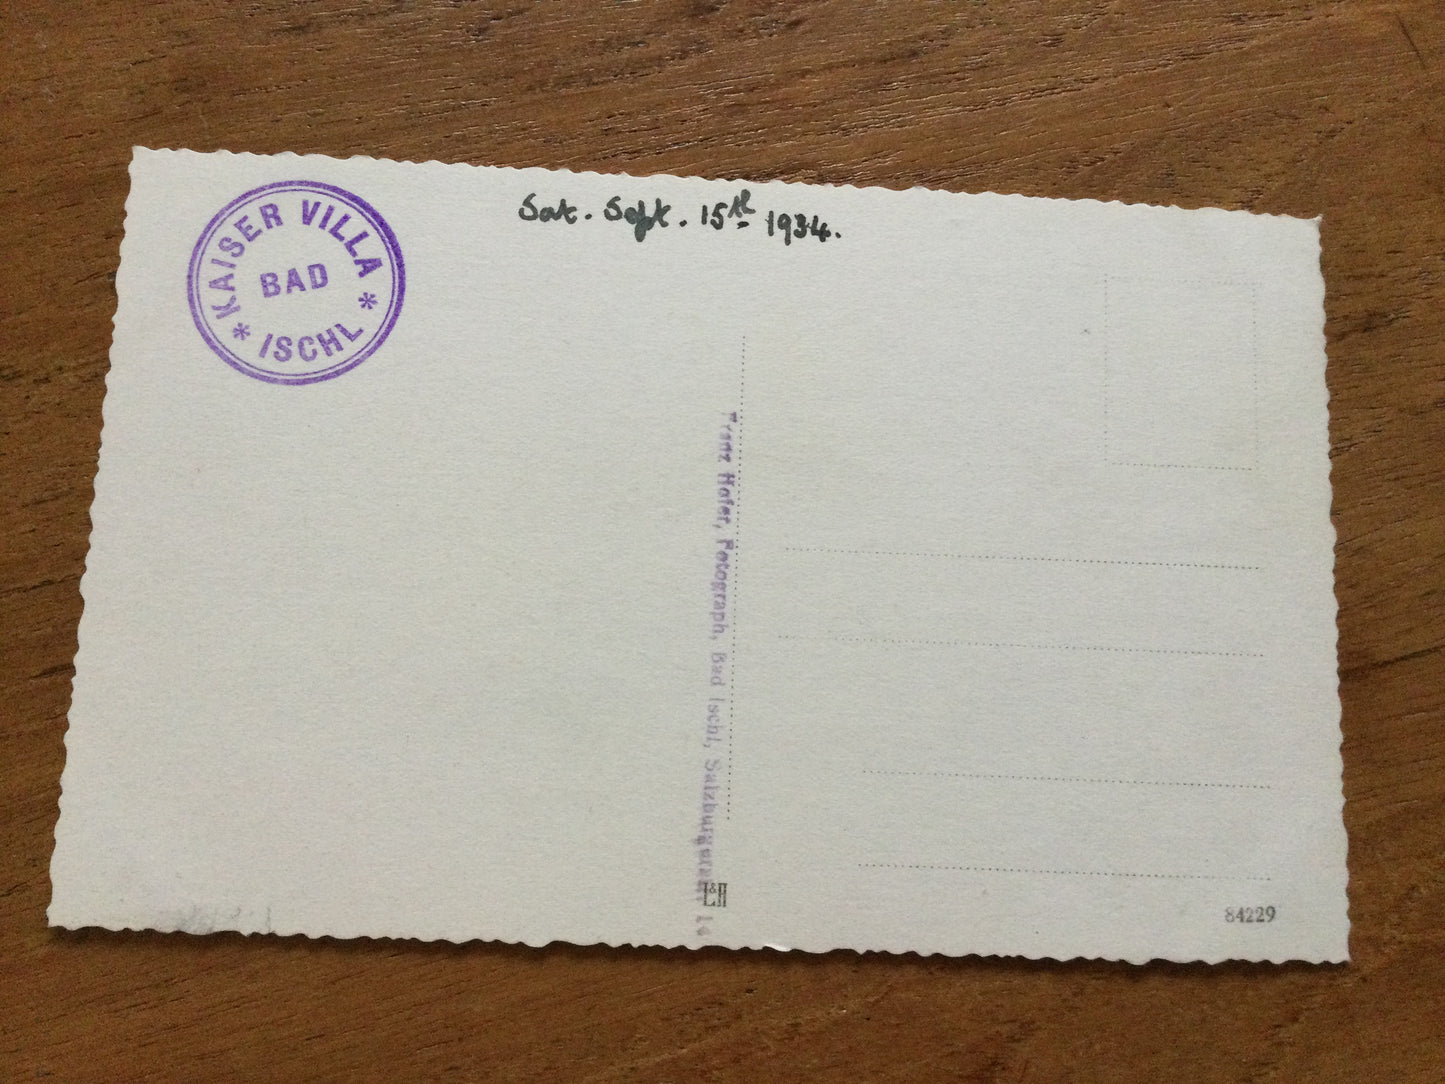 KAISER VILLA
BAD
* ISCHL *
Sat. Sept. 15th 1934.
Franz Hofer, Fotograph, Bad Ischl, Salzburgerstr.
L&H
84229